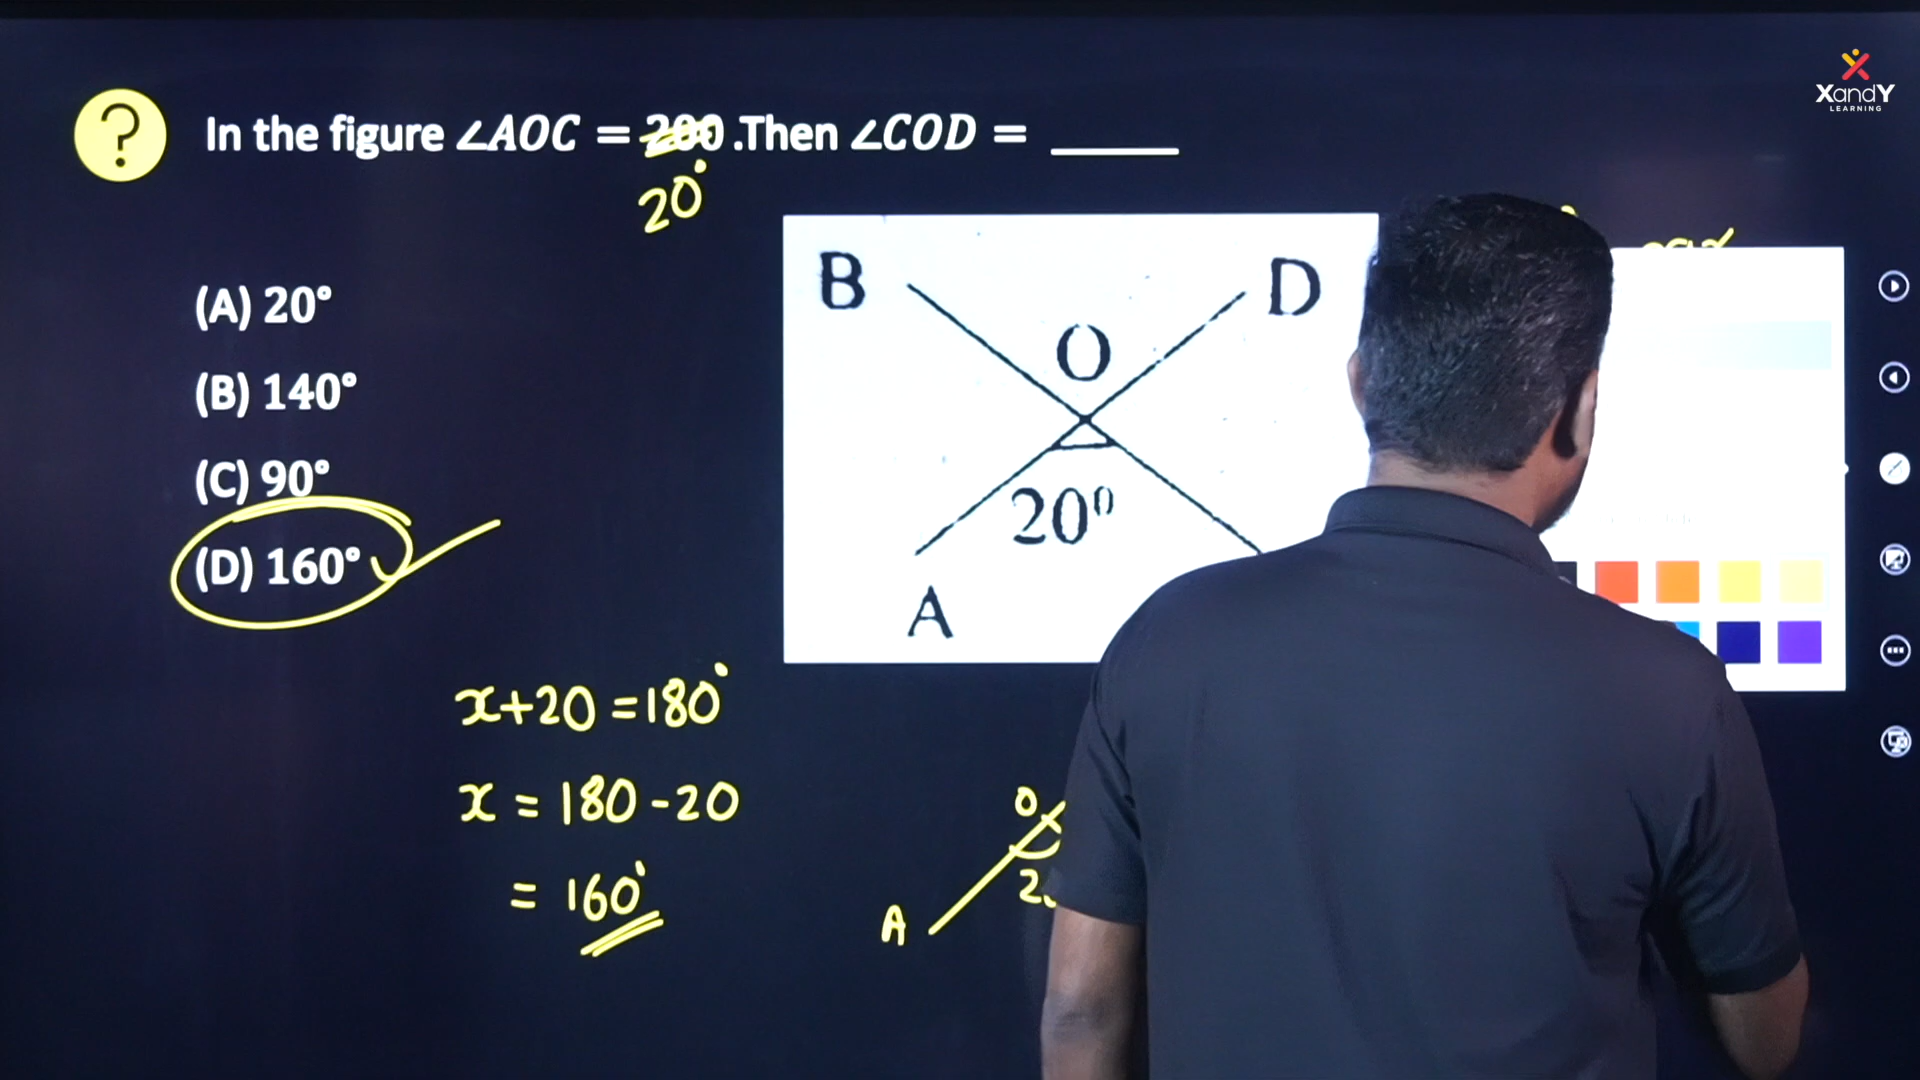 XandY
LEARNING
? In the figure ∠AOC = 200 .Then ∠COD = ______
20°
(A) 20°
(B) 140°
(C) 90°
(D) 160°
B
D
O
20⁰
A
x+20 =180°
x = 180-20
= 160°
O
A